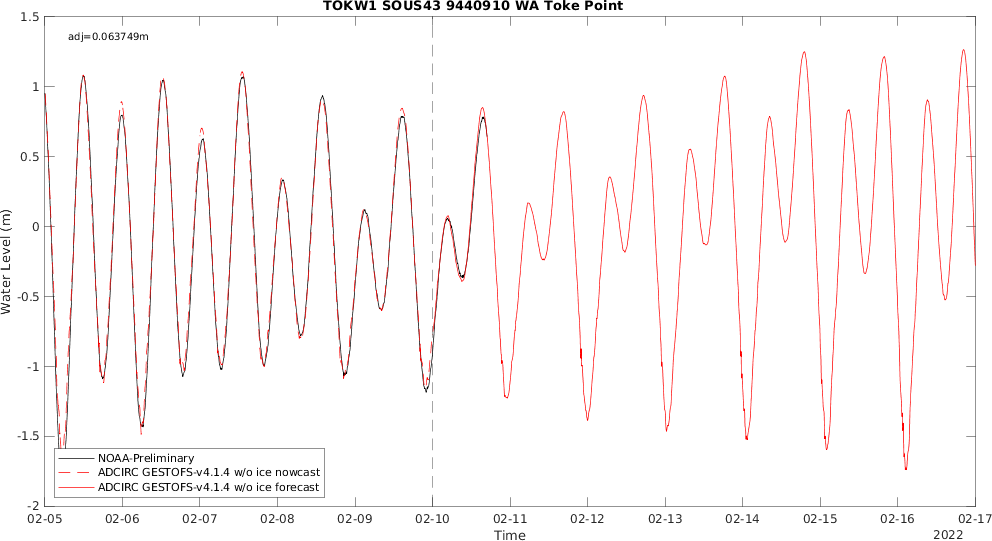 TOKW1 SOUS43 9440910 WA Toke Point
adj=0.063749m
1.5
1
0.5
0
-0.5
-1
-1.5
-2
Water Level (m)
NOAA-Preliminary
ADCIRC GESTOFS-v4.1.4 w/o ice nowcast
ADCIRC GESTOFS-v4.1.4 w/o ice forecast
02-05 02-06 02-07 02-08 02-09 02-10 02-11 02-12 02-13 02-14 02-15 02-16 02-17
Time
2022